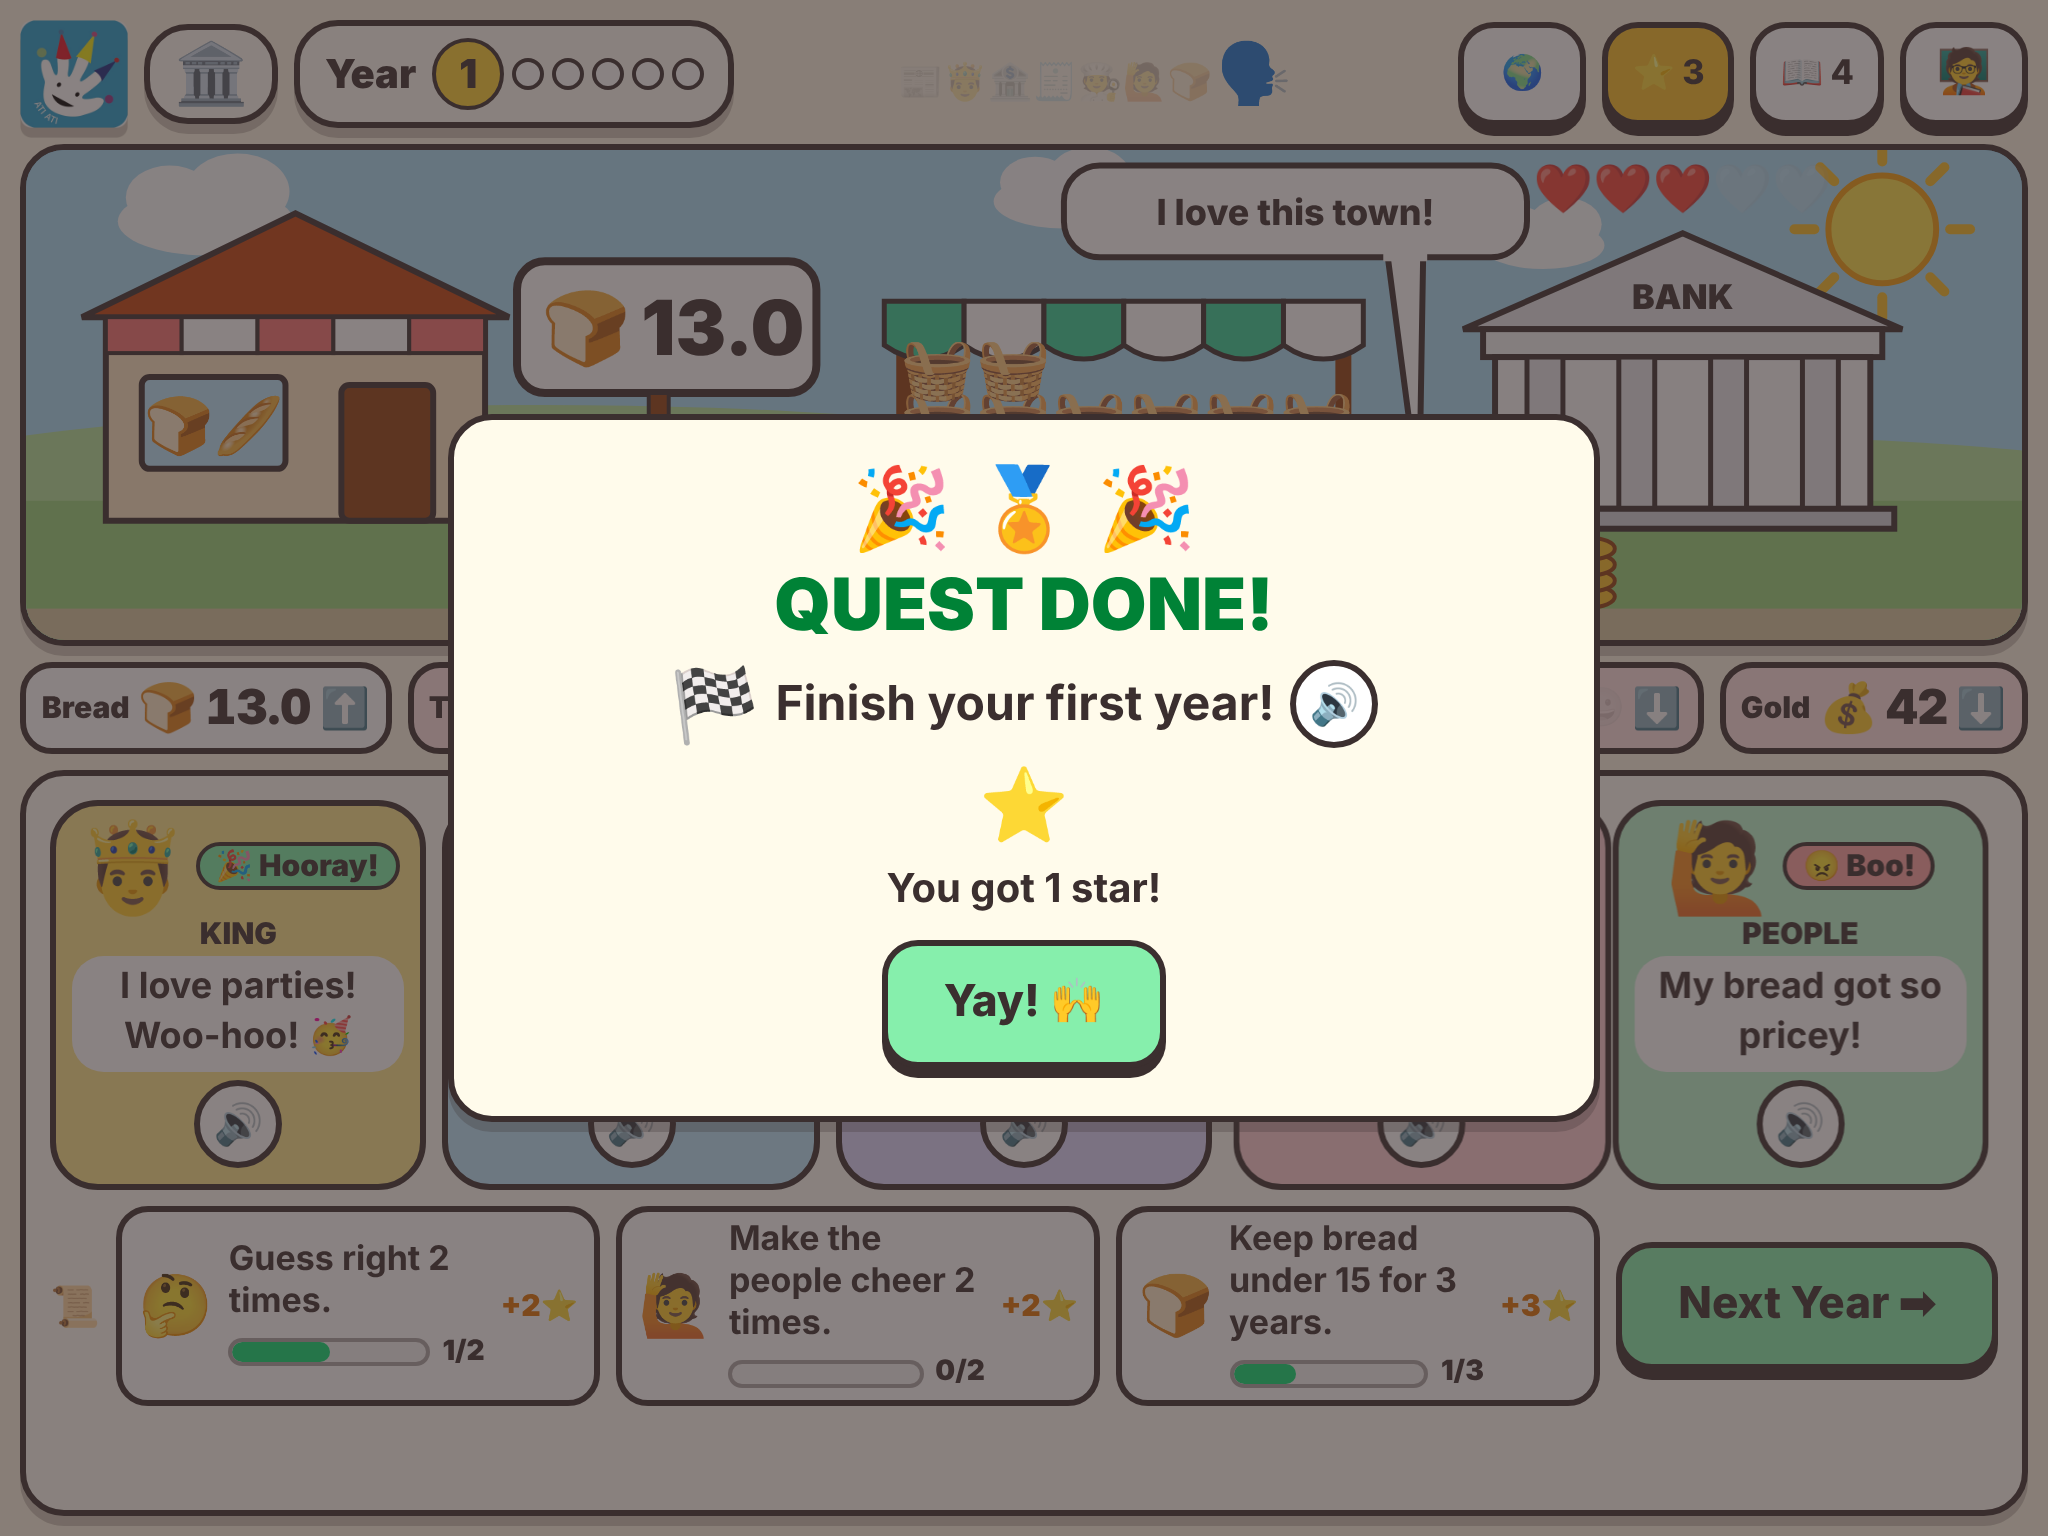 ATI ATI
Year 1
3
4
I love this town!
13.0
BANK
QUEST DONE!
Finish your first year!
You got 1 star!
Yay!
Bread 13.0
T
Gold 42
Hooray!
KING
I love parties!
Woo-hoo!
Boo!
PEOPLE
My bread got so
pricey!
Guess right 2
times.
1/2
+2
Make the
people cheer 2
times.
0/2
+2
Keep bread
under 15 for 3
years.
1/3
+3
Next Year ➡